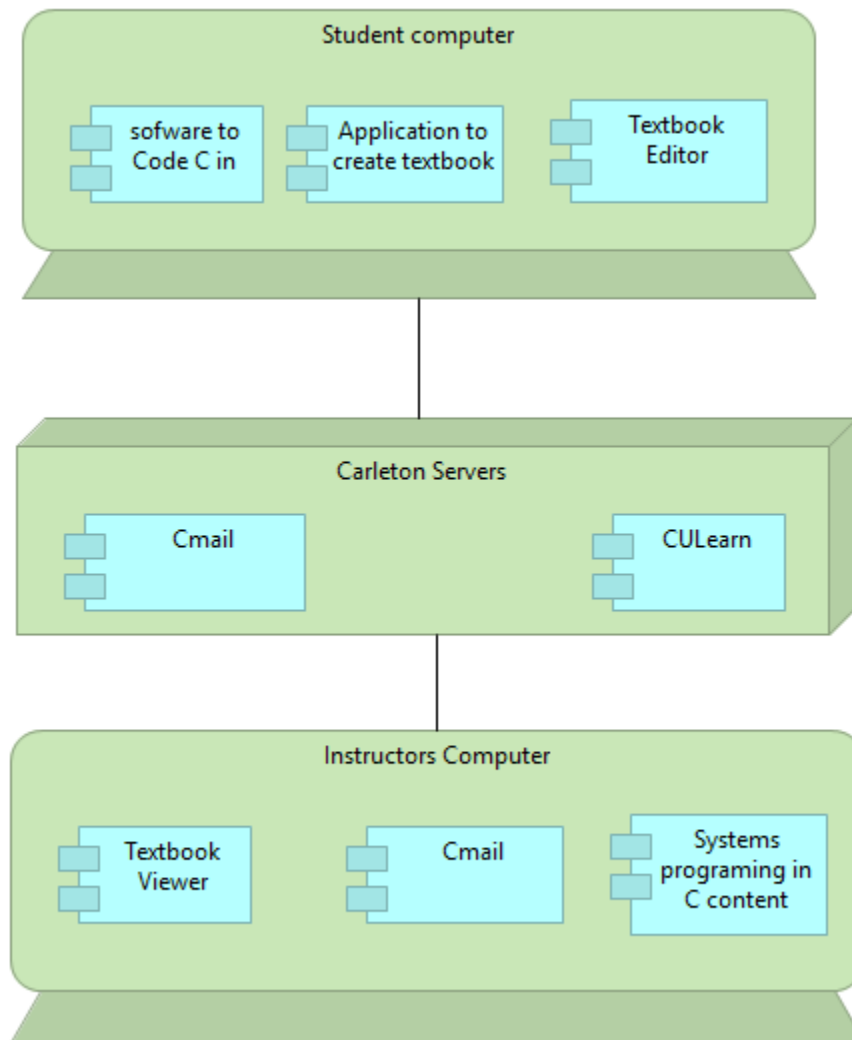 Student computer
sofware to
Code C in
Application to
create textbook
Textbook
Editor
Carleton Servers
Cmail
CULearn
Instructors Computer
Textbook
Viewer
Cmail
Systems
programing in
C content